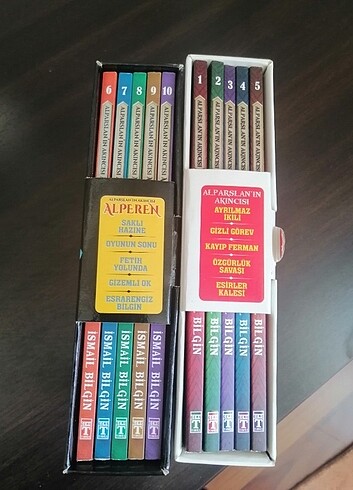 6
7
8
9
10
ALPARSLAN'IN AKINCISI
ALPARSLAN'IN AKINCISI
ALPARSLAN'IN AKINCISI
ALPARSLAN'IN AKINCISI
ALPARSLAN'IN AKINCISI
ALPARSLAN'IN AKINCISI
ALPEREN
SAKLI
HAZİNE
OYUNUN SONU
FETİH
YOLUNDA
GİZEMLİ OK
ESRARENGİZ
BİLGİN
İSMAİL BİLGİN
İSMAİL BİLGİN
İSMAİL BİLGİN
İSMAİL BİLGİN
İSMAİL BİLGİN
1
2
3
4
5
ALPARSLAN'IN AKINCISI
ALPARSLAN'IN AKINCISI
ALPARSLAN'IN AKINCISI
ALPARSLAN'IN AKINCISI
ALPARSLAN'IN AKINCISI
ALPARSLAN'IN
AKINCISI
AYRILMAZ
İKİLİ
GİZLİ GÖREV
KAYIP FERMAN
ÖZGÜRLÜK
SAVAŞI
ESİRLER
KALESİ
BİLGİN
BİLGİN
BİLGİN
BİLGİN
BİLGİN